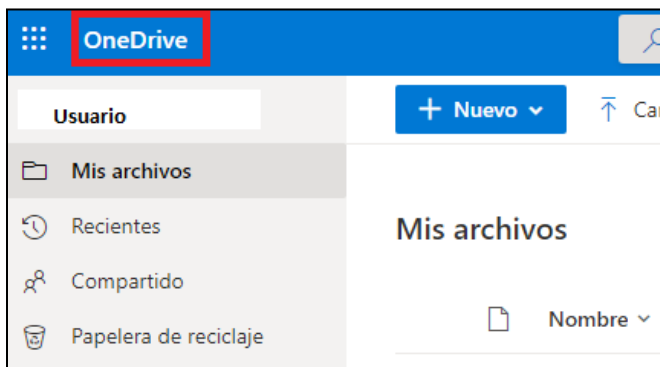 OneDrive
Usuario
Nuevo
Mis archivos
Recientes
Compartido
Papelera de reciclaje
Mis archivos
Nombre